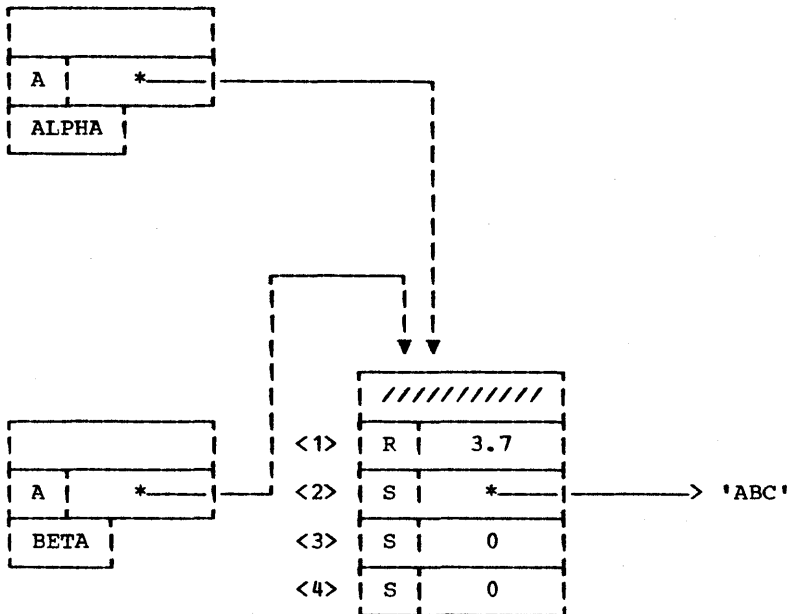 A *
ALPHA
///////////
<1> R 3.7
A * <2> S * 'ABC'
BETA <3> S 0
<4> S 0